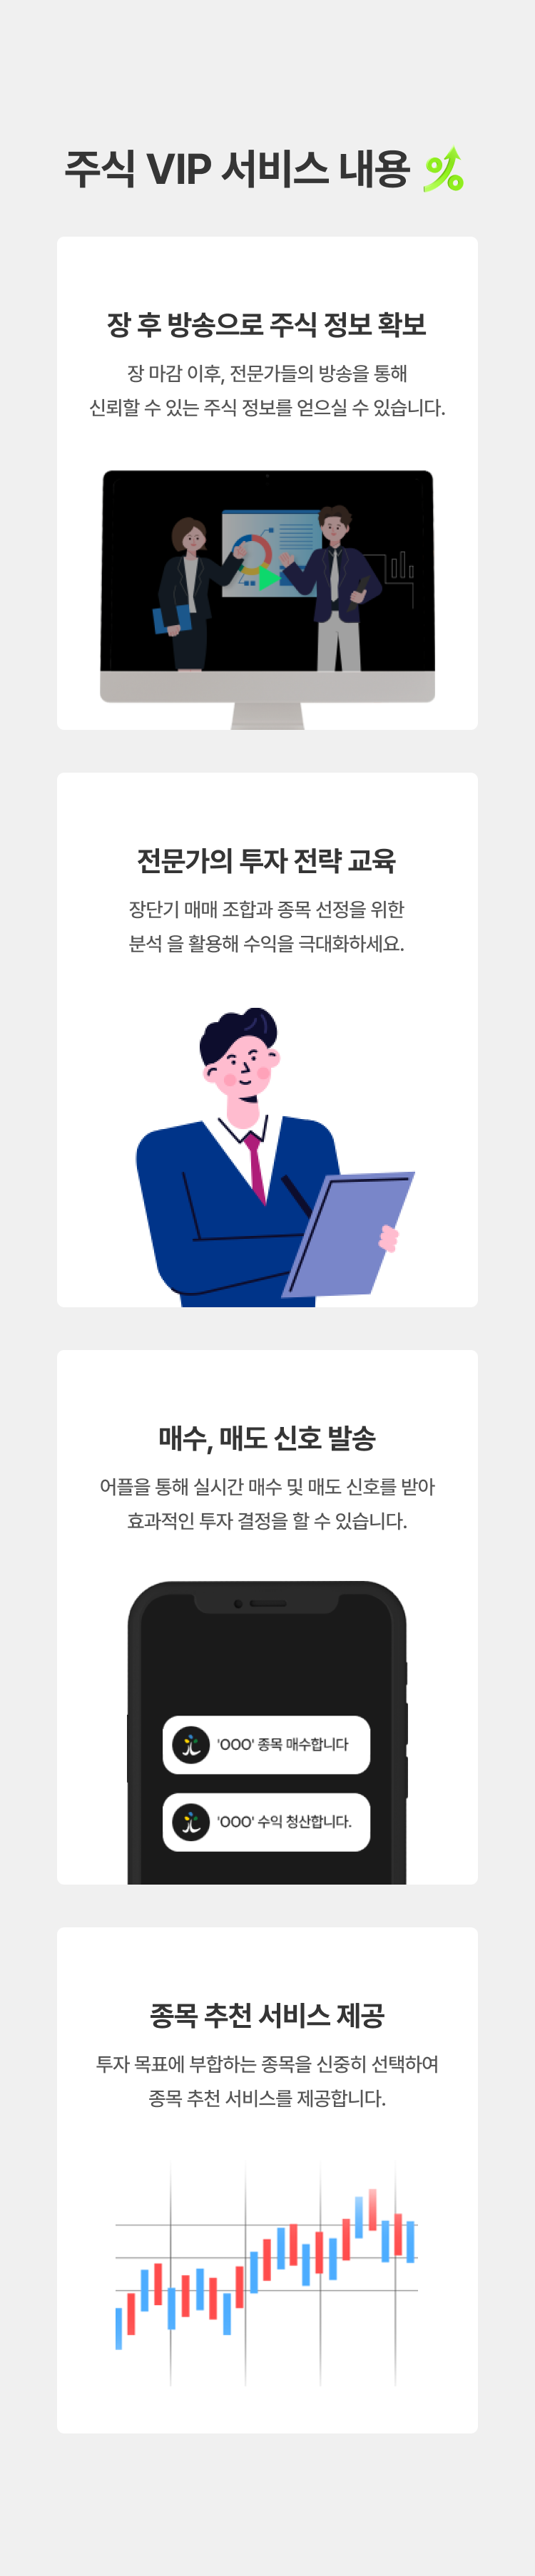 주식 VIP 서비스 내용
장 후 방송으로 주식 정보 확보
장 마감 이후, 전문가들의 방송을 통해
신뢰할 수 있는 주식 정보를 얻으실 수 있습니다.
전문가의 투자 전략 교육
장단기 매매 조합과 종목 선정을 위한
분석 을 활용해 수익을 극대화하세요.
매수, 매도 신호 발송
어플을 통해 실시간 매수 및 매도 신호를 받아
효과적인 투자 결정을 할 수 있습니다.
'OOO' 종목 매수합니다
'OOO' 수익 청산합니다.
종목 추천 서비스 제공
투자 목표에 부합하는 종목을 신중히 선택하여
종목 추천 서비스를 제공합니다.